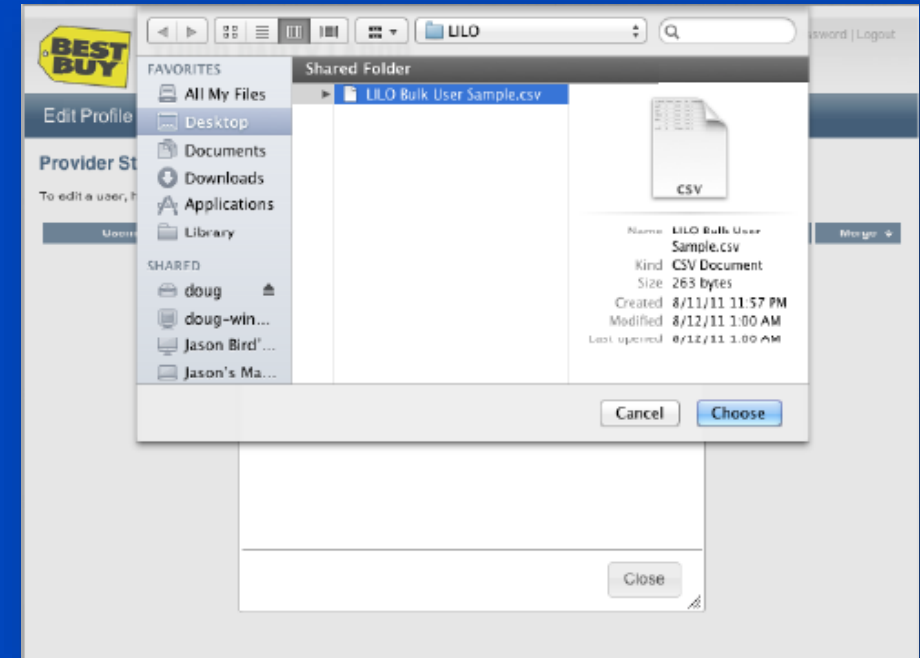 BEST
BUY
LILO
sword | Logout
Edit Profile
Provider St
To edit a user, h
Usern
Merge
FAVORITES
All My Files
Desktop
Documents
Downloads
Applications
Library
SHARED
doug
doug-win...
Jason Bird'...
Jason's Ma...
Shared Folder
LILO Bulk User Sample.csv
CSV
Name LILO Bulk User
Sample.csv
Kind CSV Document
Size 263 bytes
Created 8/11/11 11:57 PM
Modified 8/12/11 1:00 AM
Last opened 8/12/11 1:00 AM
Cancel
Choose
Close